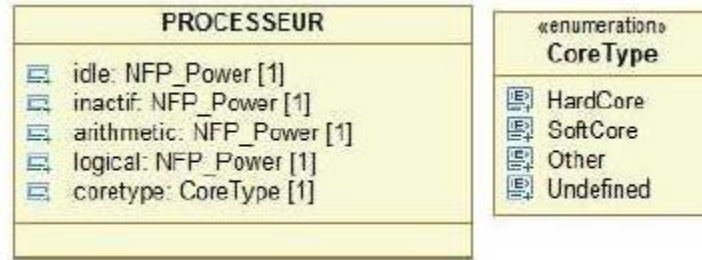 PROCESSEUR
idle: NFP_Power [1]
inactif: NFP_Power [1]
arithmetic: NFP_Power [1]
logical: NFP_Power [1]
coretype: CoreType [1]
«enumeration»
CoreType
HardCore
SoftCore
Other
Undefined